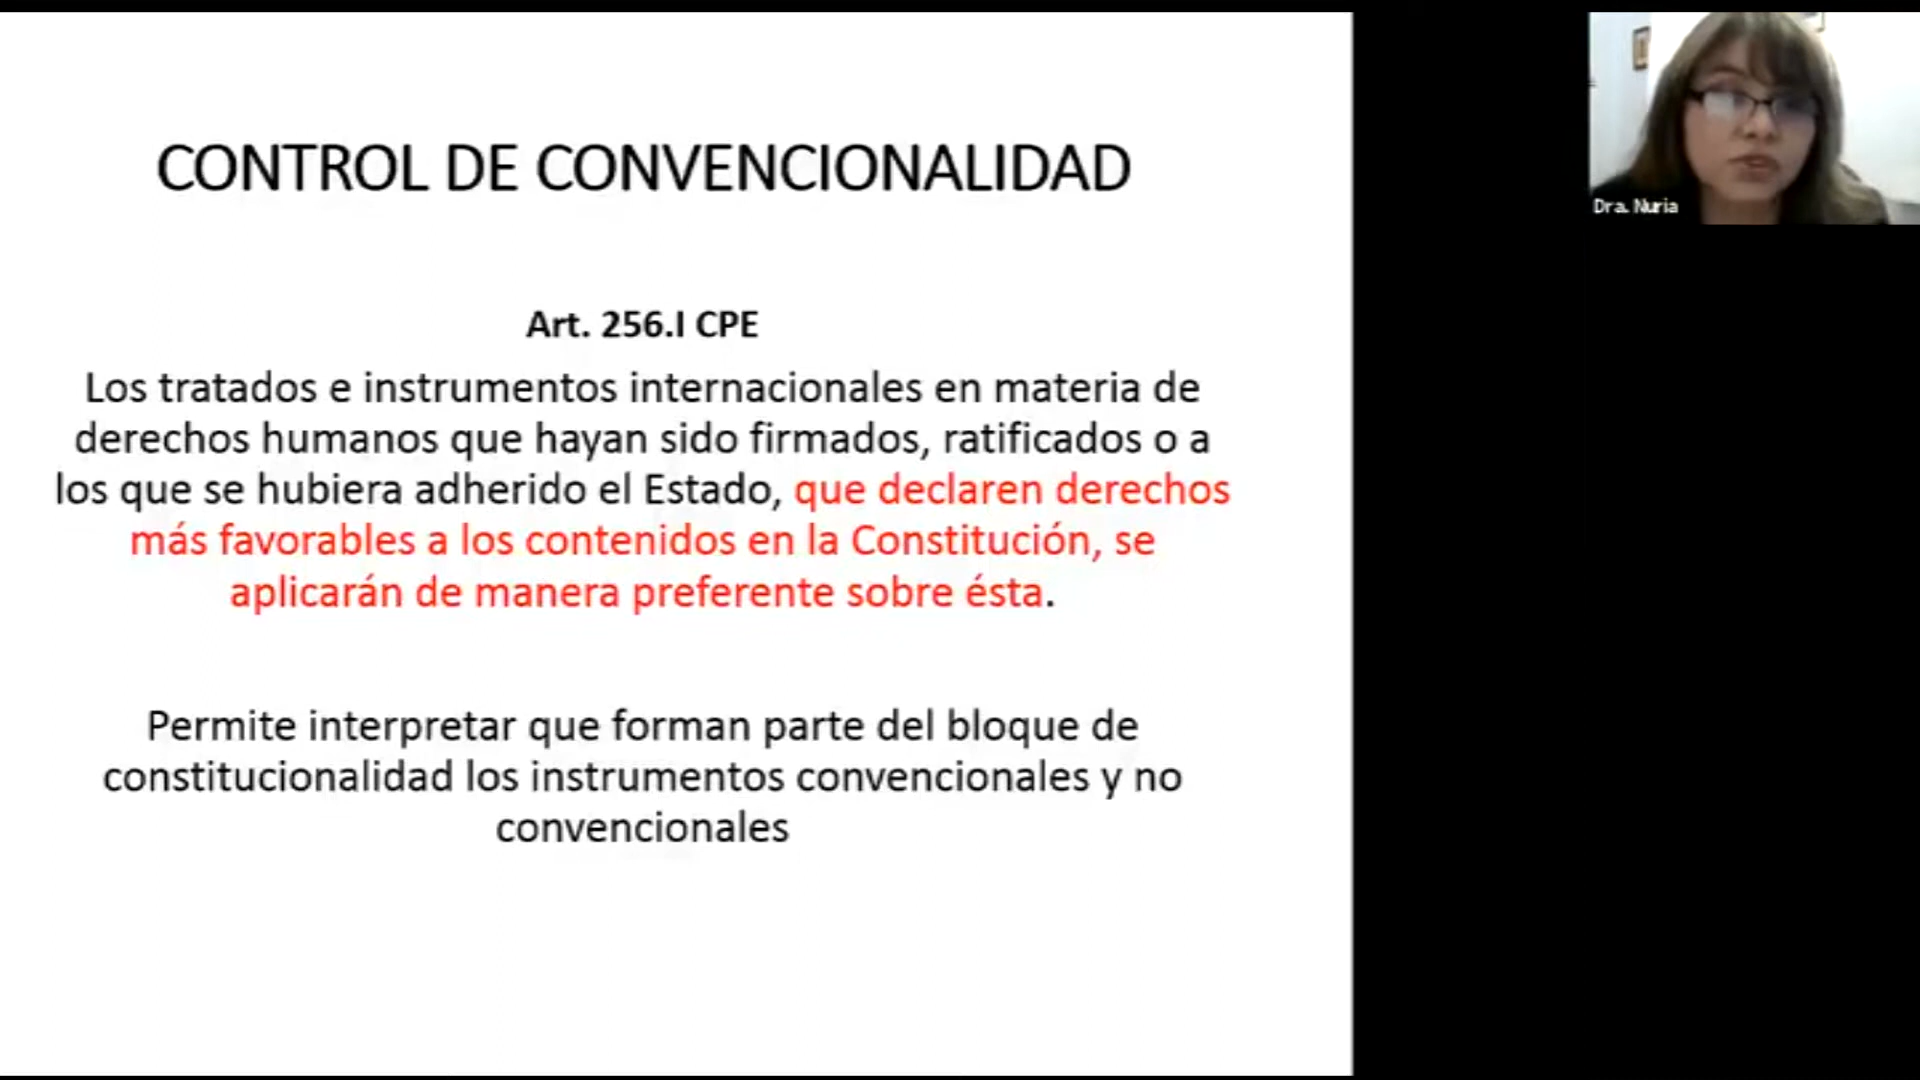 CONTROL DE CONVENCIONALIDAD
Art. 256.I CPE
Los tratados e instrumentos internacionales en materia de
derechos humanos que hayan sido firmados, ratificados o a
los que se hubiera adherido el Estado, que declaren derechos
más favorables a los contenidos en la Constitución, se
aplicarán de manera preferente sobre ésta.
Permite interpretar que forman parte del bloque de
constitucionalidad los instrumentos convencionales y no
convencionales
Dra. Nuria